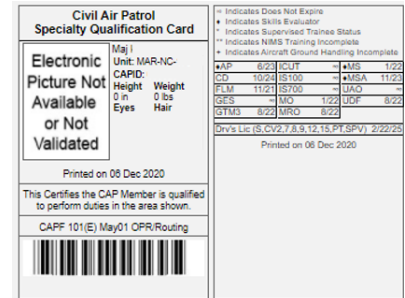 Civil Air Patrol
Specialty Qualification Card
Electronic
Picture Not
Available
or Not
Validated
Maj I
Unit: MAR-NC-
CAPID:
Height Weight
0 in 0 lbs
Eyes Hair
Printed on 06 Dec 2020
This Certifies the CAP Member is qualified
to perform duties in the area shown.
CAPF 101(E) May01 OPR/Routing
∞ Indicates Does Not Expire
♦ Indicates Skills Evaluator
* Indicates Supervised Trainee Status
** Indicates NIMS Training Incomplete
+ Indicates Aircraft Ground Handling Incomplete
♦AP 6/23 ICUT ∞ ♦MS 1/22
CD 10/24 IS100 ∞ ♦MSA 11/23
FLM 11/21 IS700 ∞ UAO ∞
GES ∞ MO 1/22 UDF 8/22
GTM3 8/22 MRO 8/22
Drv's Lic (S,CV2,7,8,9,12,15,PT,SPV) 2/22/25
Printed on 06 Dec 2020